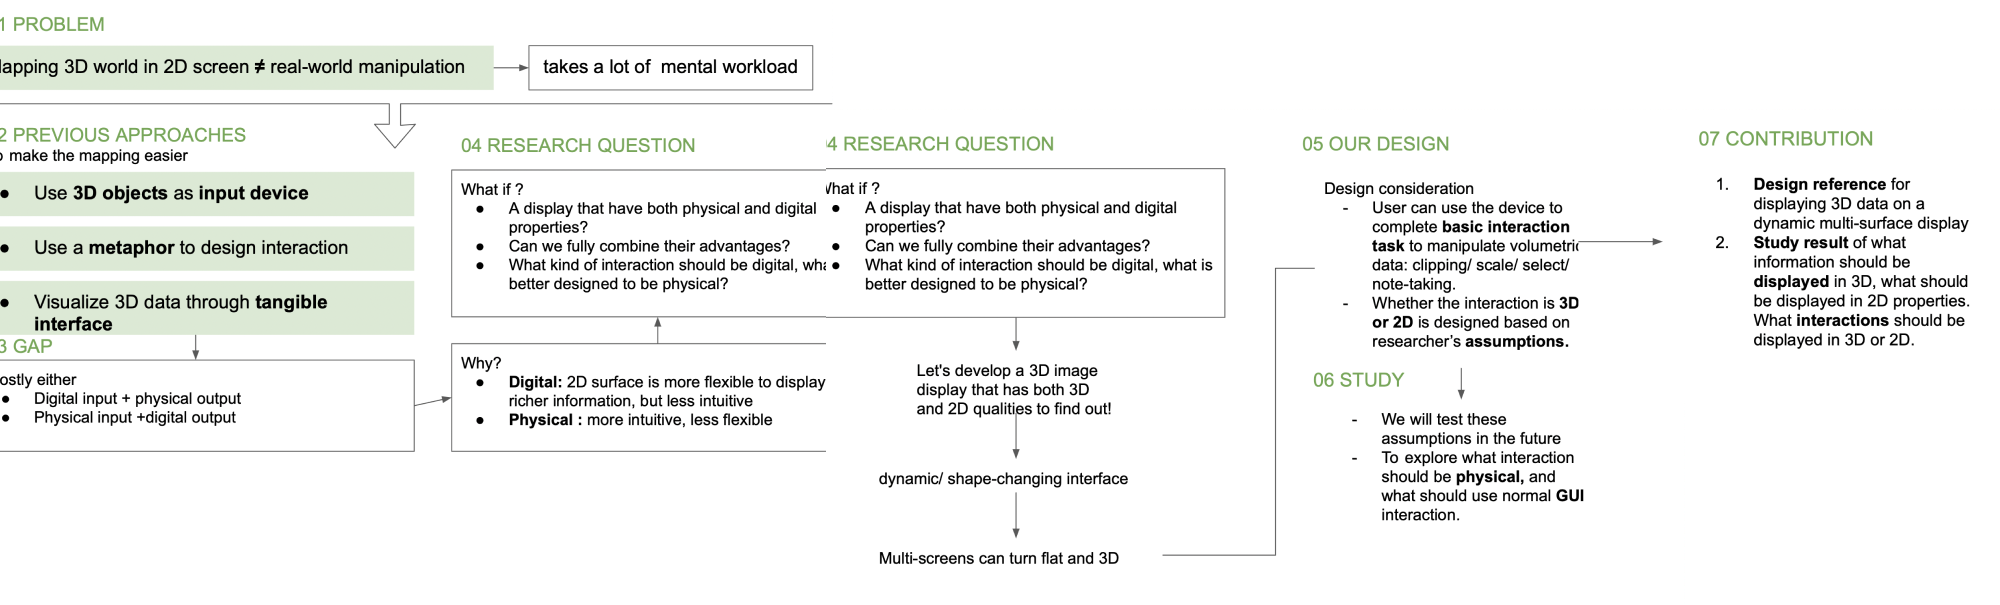 1 PROBLEM
apping 3D world in 2D screen ≠ real-world manipulation
takes a lot of mental workload
2 PREVIOUS APPROACHES
make the mapping easier
● Use 3D objects as input device
● Use a metaphor to design interaction
● Visualize 3D data through tangible
interface
3 GAP
ostly either
● Digital input + physical output
● Physical input +digital output
04 RESEARCH QUESTION
What if ?
● A display that have both physical and digital
properties?
● Can we fully combine their advantages?
● What kind of interaction should be digital, wha
better designed to be physical?
Why?
● Digital: 2D surface is more flexible to display
richer information, but less intuitive
● Physical : more intuitive, less flexible
4 RESEARCH QUESTION
What if ?
● A display that have both physical and digital
properties?
● Can we fully combine their advantages?
● What kind of interaction should be digital, what is
better designed to be physical?
Let's develop a 3D image
display that has both 3D
and 2D qualities to find out!
dynamic/ shape-changing interface
Multi-screens can turn flat and 3D
05 OUR DESIGN
Design consideration
- User can use the device to
complete basic interaction
task to manipulate volumetric
data: clipping/ scale/ select/
note-taking.
- Whether the interaction is 3D
or 2D is designed based on
researcher's assumptions.
06 STUDY
- We will test these
assumptions in the future
- To explore what interaction
should be physical, and
what should use normal GUI
interaction.
07 CONTRIBUTION
1. Design reference for
displaying 3D data on a
dynamic multi-surface display
2. Study result of what
information should be
displayed in 3D, what should
be displayed in 2D properties.
What interactions should be
displayed in 3D or 2D.